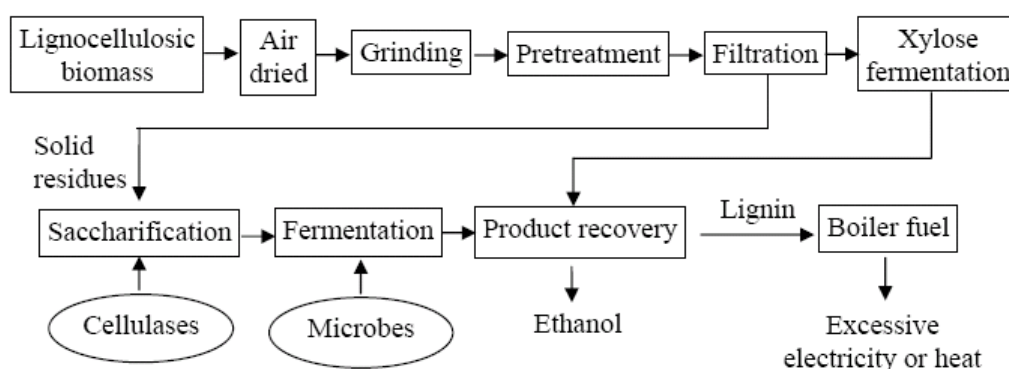 Lignocellulosic
biomass
Air
dried
Grinding
Pretreatment
Filtration
Xylose
fermentation
Solid
residues
Saccharification
Fermentation
Product recovery
Lignin
Boiler fuel
Cellulases
Microbes
Ethanol
Excessive
electricity or heat